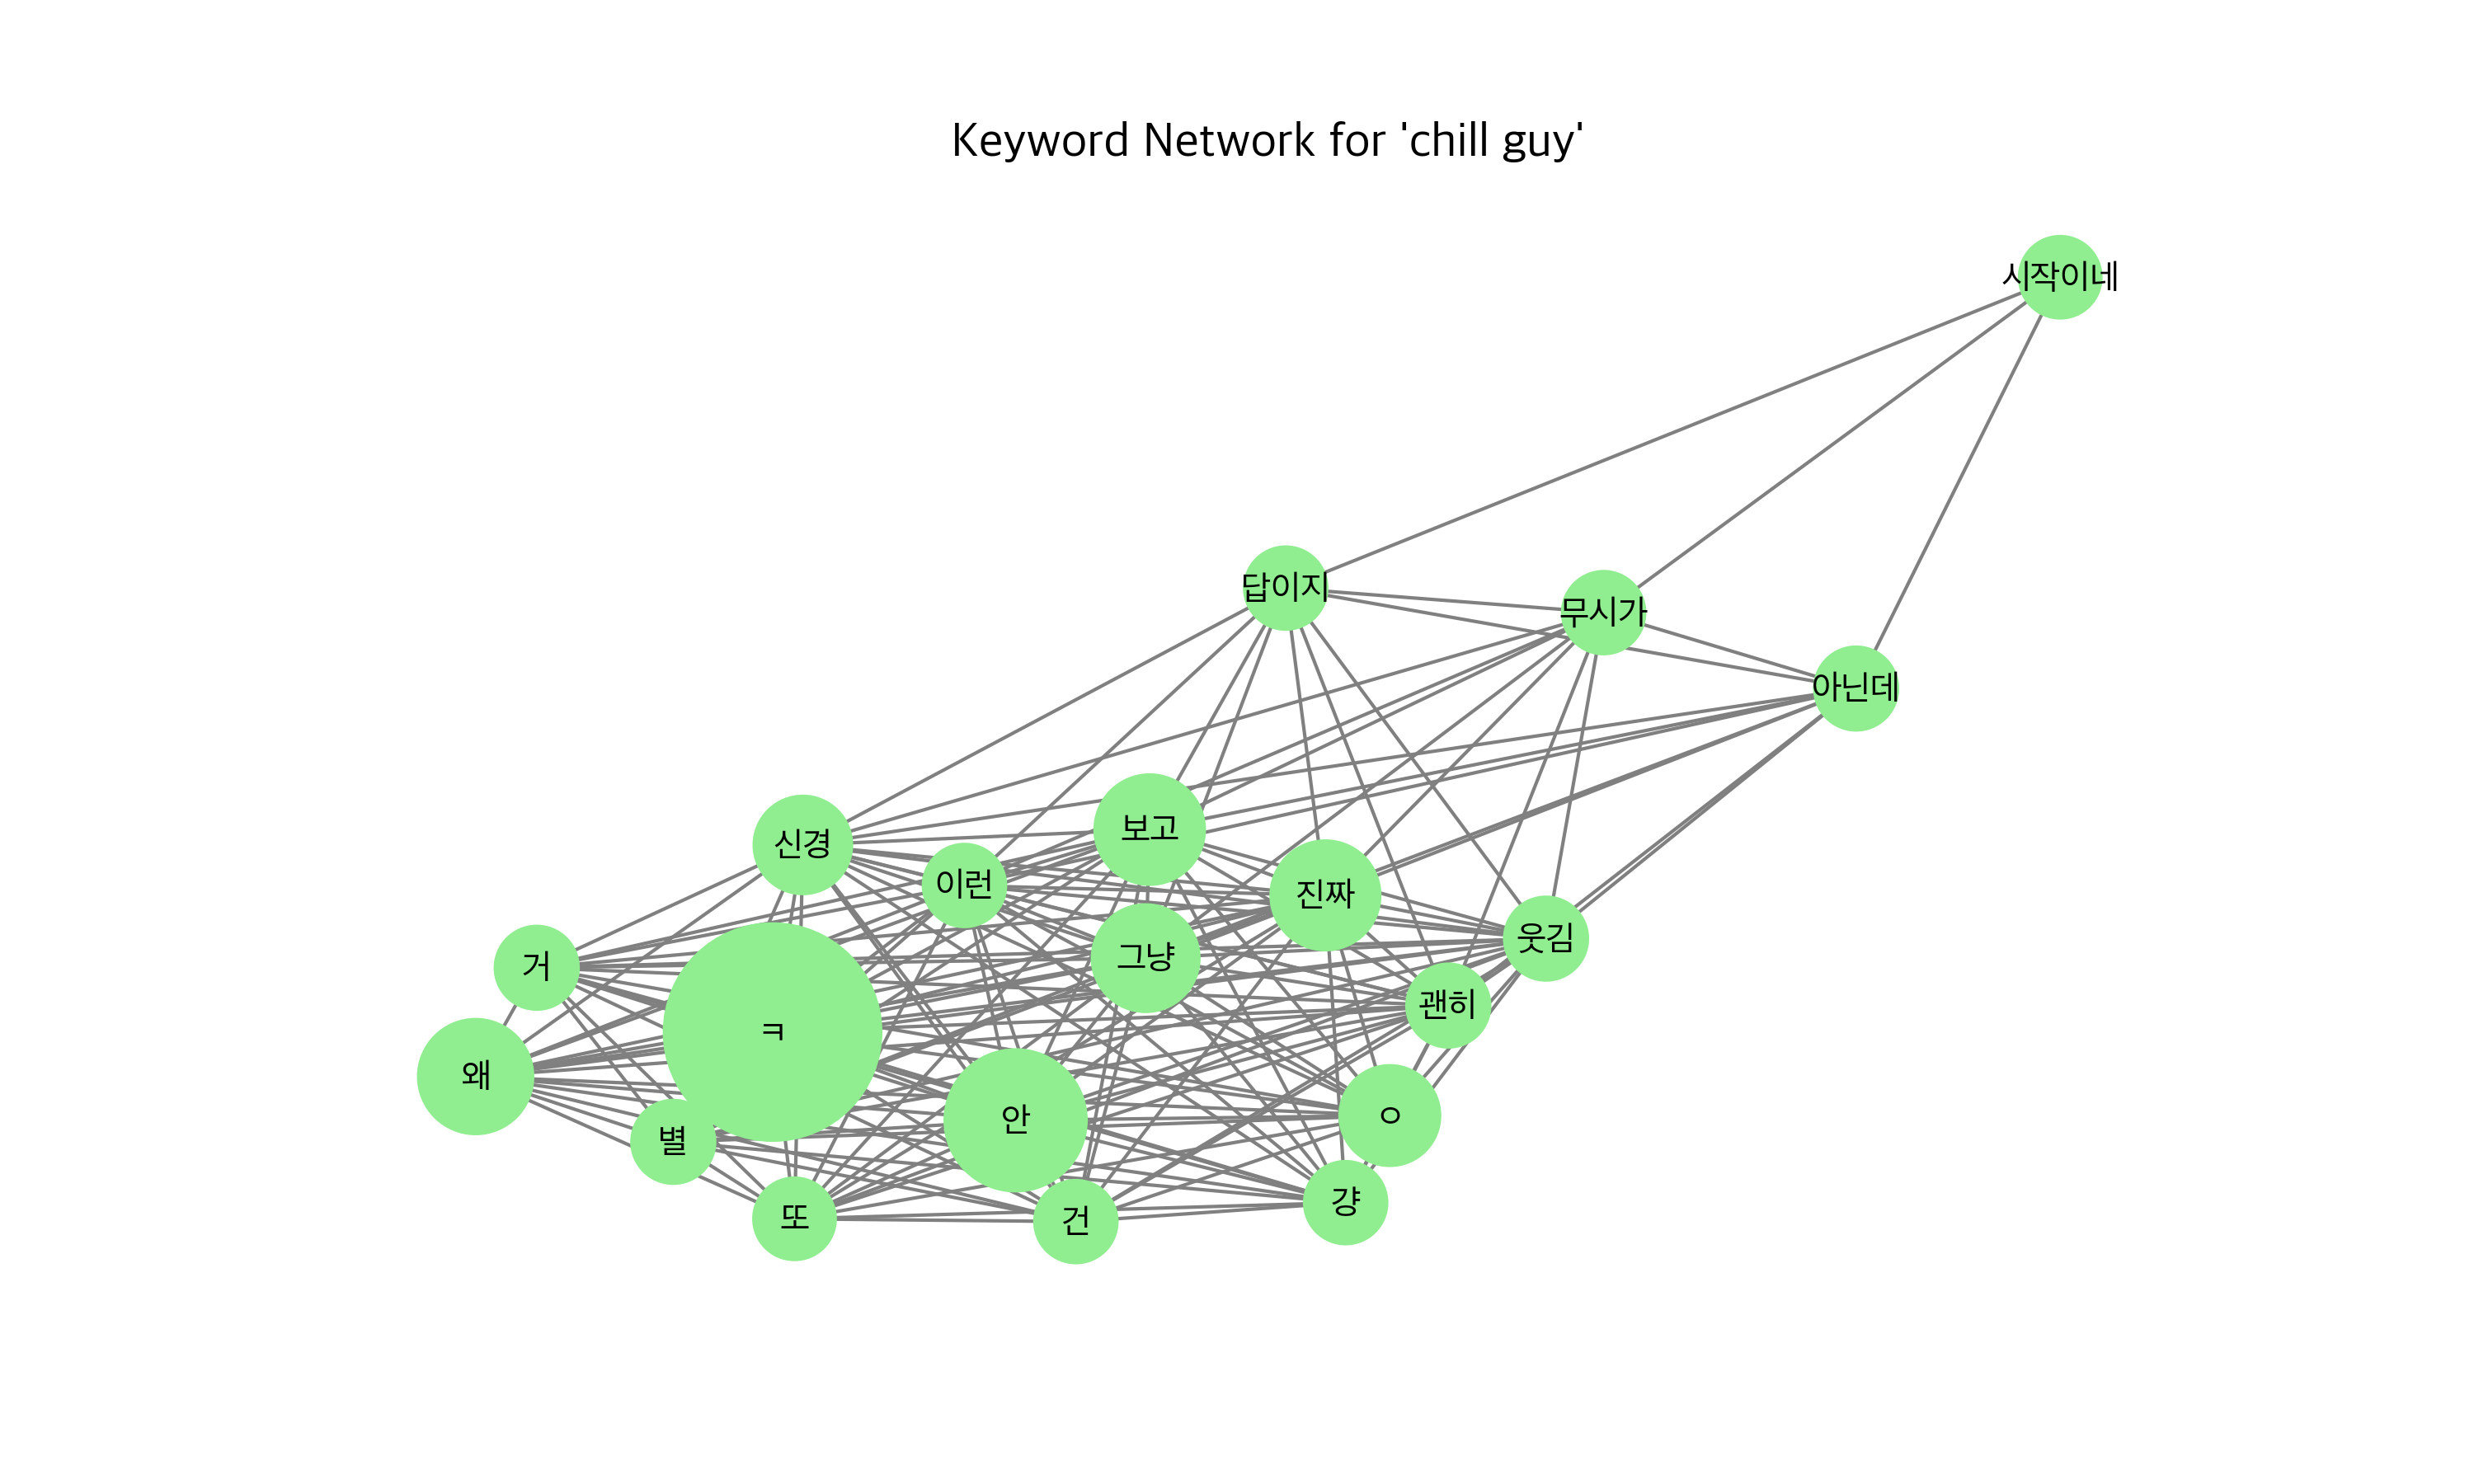 Keyword Network for 'chill guy'
시작이네
답이지
무시가
아닌데
보고
신경
이런
진짜
웃김
그냥
거
괜히
ㅋ
왜
안
ㅇ
별
걍
또
건